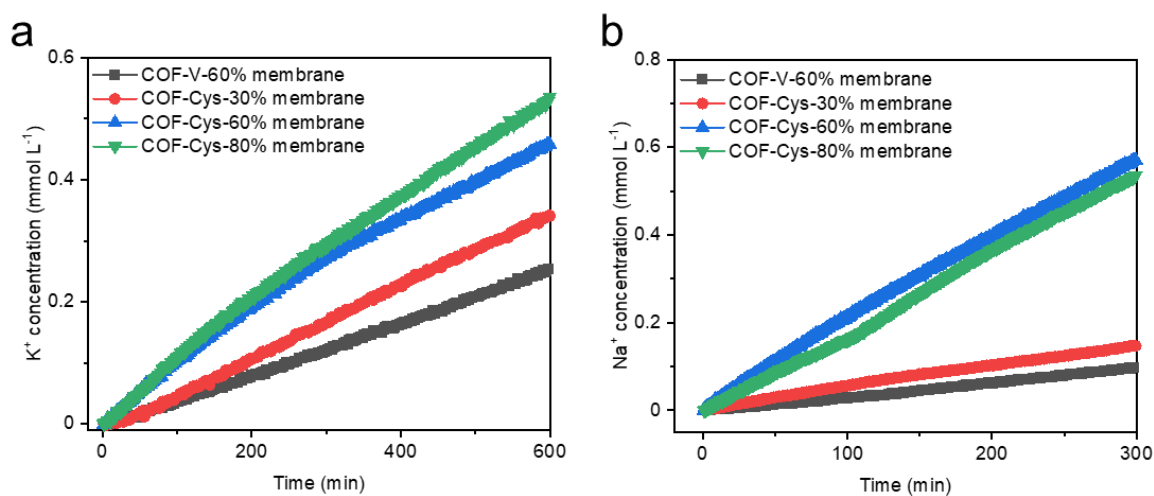 a
K+ concentration (mmol L-1)
0.6
0.4
0.2
0
COF-V-60% membrane
COF-Cys-30% membrane
COF-Cys-60% membrane
COF-Cys-80% membrane
0 200 400 600
Time (min)
b
Na+ concentration (mmol L-1)
0.8
0.6
0.4
0.2
0
COF-V-60% membrane
COF-Cys-30% membrane
COF-Cys-60% membrane
COF-Cys-80% membrane
0 100 200 300
Time (min)